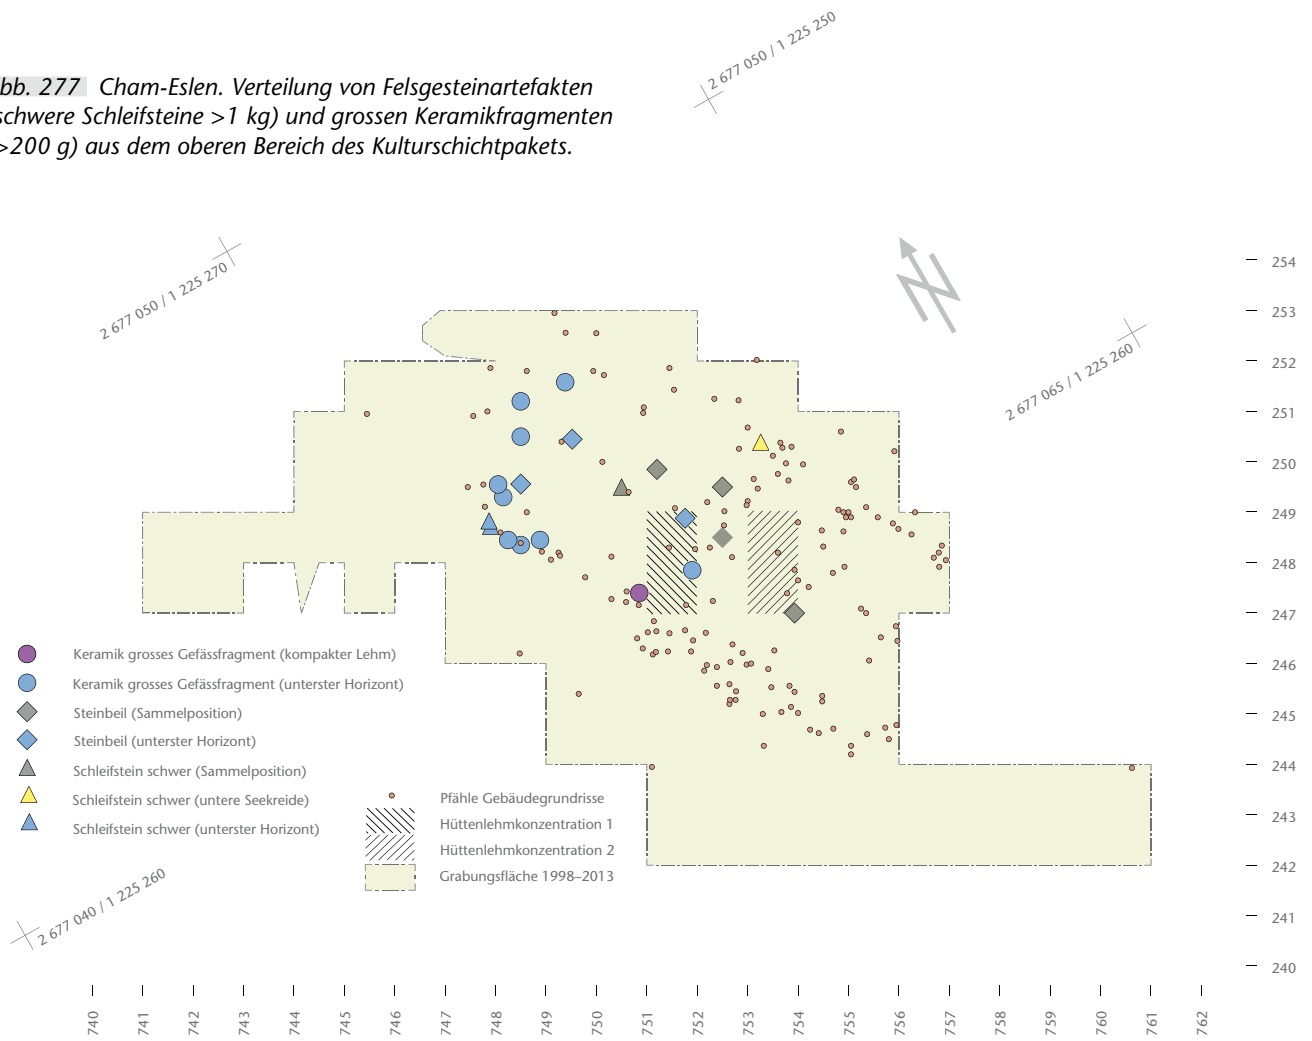 bb. 277 Cham-Eslen. Verteilung von Felsgesteinartefakten
schwere Schleifsteine >1 kg) und grossen Keramikfragmenten
>200 g) aus dem oberen Bereich des Kulturschichtpakets.
2 677 050 / 1 225 250
2 677 050 / 1 225 270
2 677 065 / 1 225 260
2 677 040 / 1 225 260
254
253
252
251
250
249
248
247
246
245
244
243
242
241
240
Keramik grosses Gefässfragment (kompakter Lehm)
Keramik grosses Gefässfragment (unterster Horizont)
Steinbeil (Sammelposition)
Steinbeil (unterster Horizont)
Schleifstein schwer (Sammelposition)
Schleifstein schwer (untere Seekreide)
Schleifstein schwer (unterster Horizont)
Pfähle Gebäudegrundrisse
Hüttenlehmkonzentration 1
Hüttenlehmkonzentration 2
Grabungsfläche 1998–2013
740 741 742 743 744 745 746 747 748 749 750 751 752 753 754 755 756 757 758 759 760 761 762